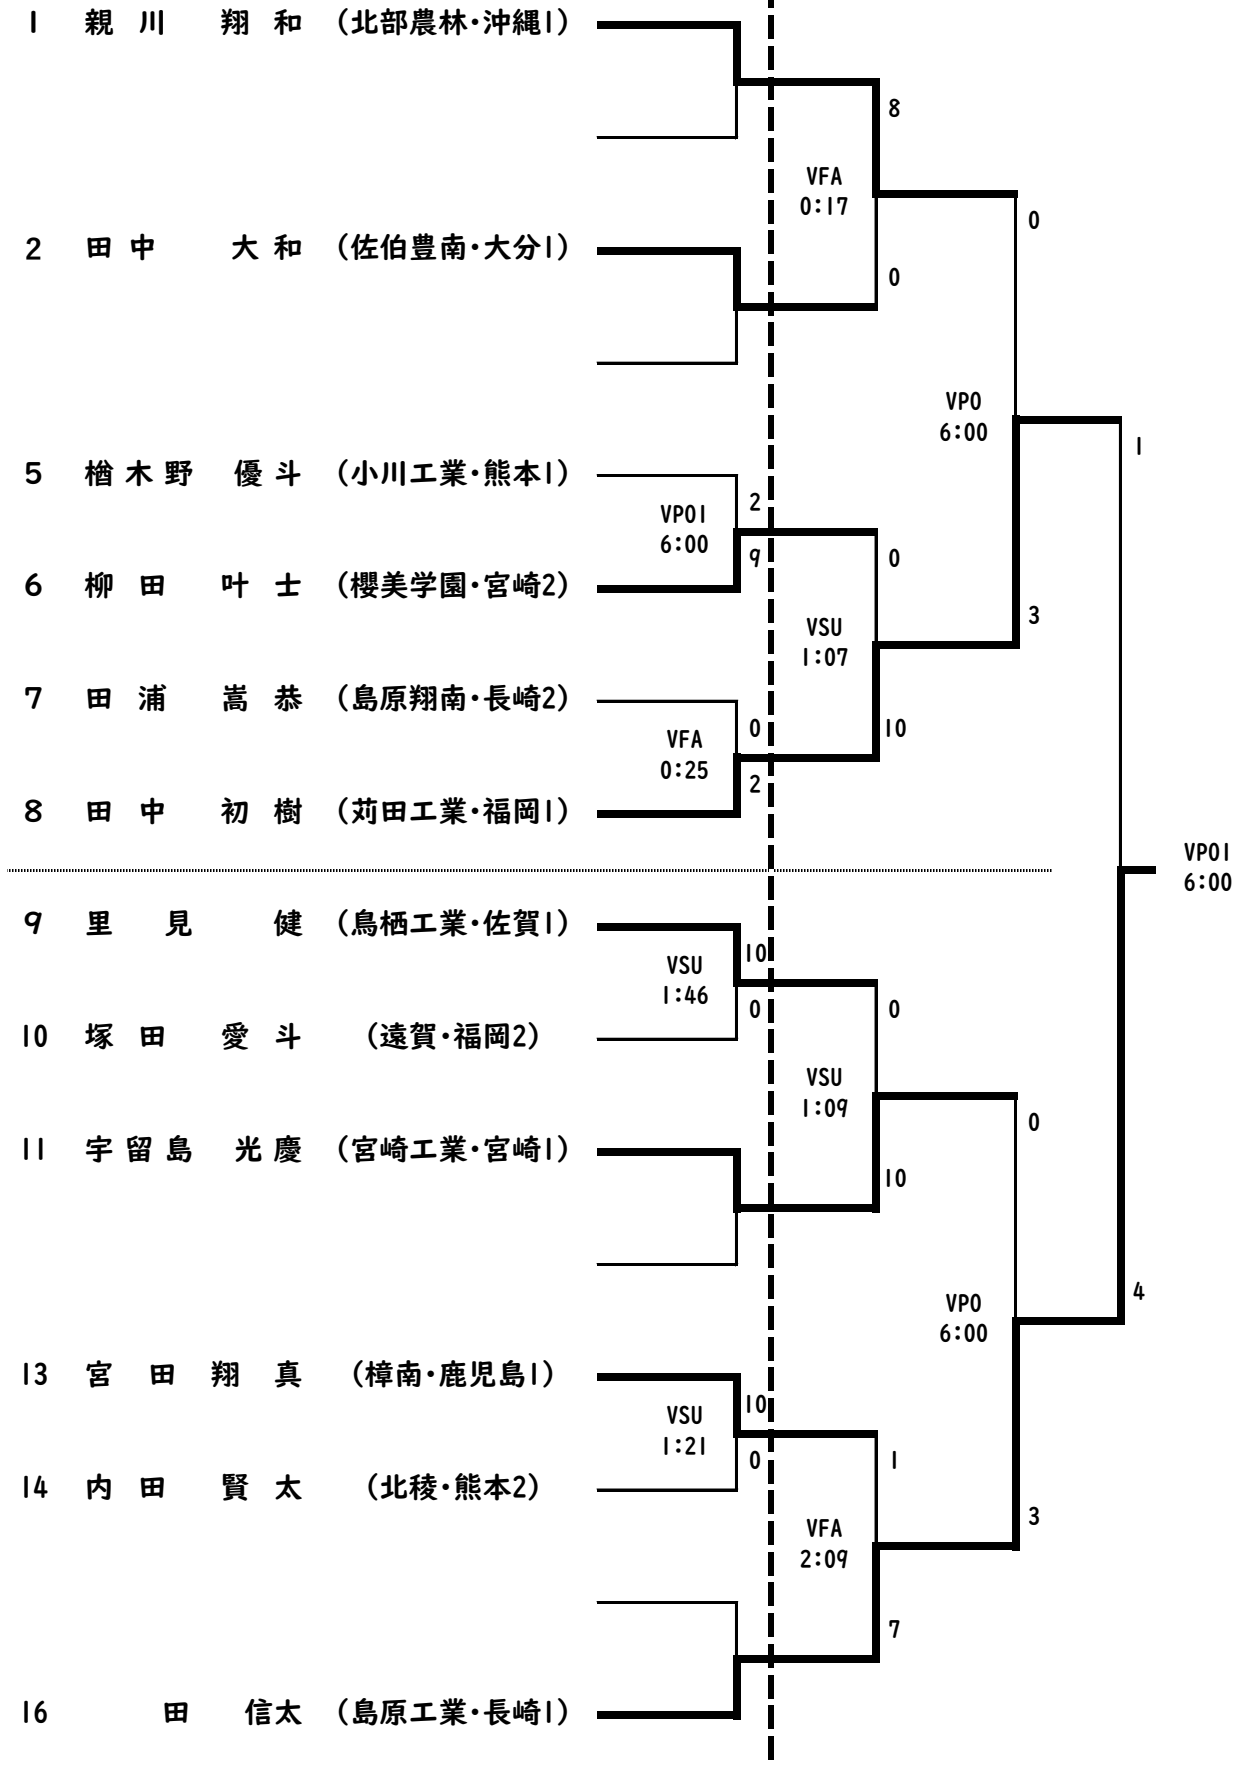 1 親川 翔和 (北部農林・沖縄1)
8
VFA
0:17
0
2 田中 大和 (佐伯豊南・大分1)
0
VPO
6:00
1
5 楢木野 優斗 (小川工業・熊本1)
2
VPO1
6:00
9
0
6 柳田 叶士 (櫻美学園・宮崎2)
3
VSU
1:07
7 田浦 嵩恭 (島原翔南・長崎2)
0
10
VFA
0:25
2
8 田中 初樹 (苅田工業・福岡1)
VPO1
6:00
9 里見 健 (鳥栖工業・佐賀1)
10
VSU
1:46
0
0
10 塚田 愛斗 (遠賀・福岡2)
VSU
1:09
0
11 宇留島 光慶 (宮崎工業・宮崎1)
10
4
VPO
6:00
13 宮田 翔真 (樟南・鹿児島1)
10
VSU
1:21
0
1
14 内田 賢太 (北稜・熊本2)
3
VFA
2:09
7
16 田 信太 (島原工業・長崎1)